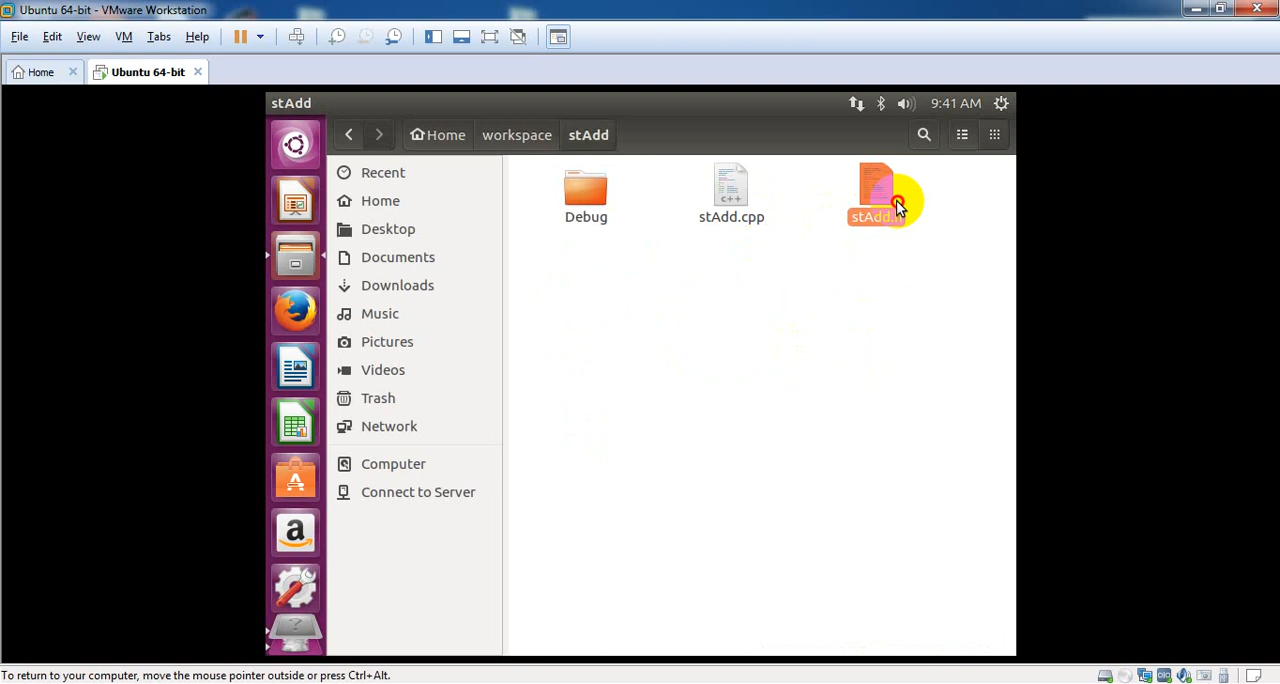 Ubuntu 64-bit - VMware Workstation
File Edit View VM Tabs Help
Home Ubuntu 64-bit
stAdd 9:41 AM
Home workspace stAdd
Recent
Home
Desktop
Documents
Downloads
Music
Pictures
Videos
Trash
Network
Computer
Connect to Server
Debug
C++
stAdd.cpp
stAdd.h
To return to your computer, move the mouse pointer outside or press Ctrl+Alt.